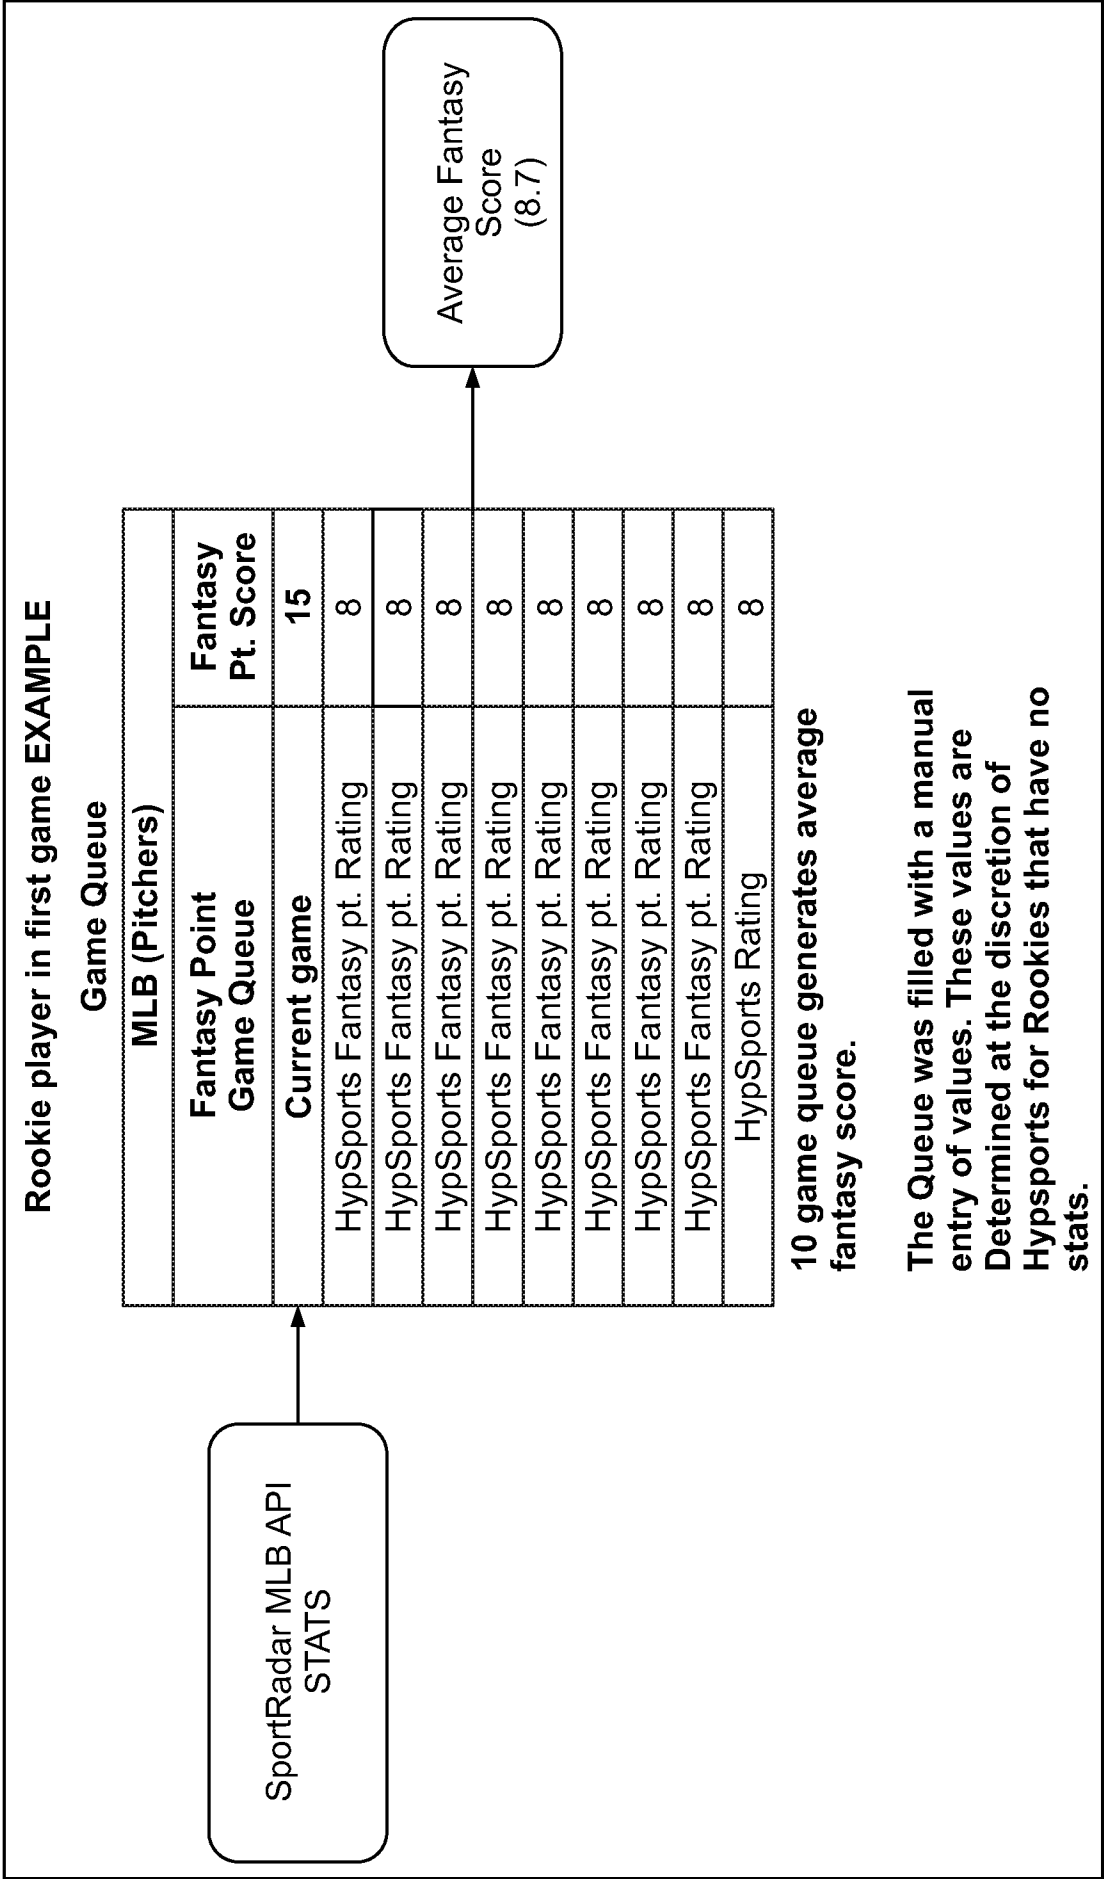 Rookie player in first game EXAMPLE
Game Queue
SportRadar MLB API
STATS
MLB (Pitchers)
Fantasy Point
Game Queue
Fantasy
Pt. Score
Current game
15
HypSports Fantasy pt. Rating
8
HypSports Fantasy pt. Rating
8
HypSports Fantasy pt. Rating
8
HypSports Fantasy pt. Rating
8
HypSports Fantasy pt. Rating
8
HypSports Fantasy pt. Rating
8
HypSports Fantasy pt. Rating
8
HypSports Fantasy pt. Rating
8
HypSports Rating
8
Average Fantasy
Score
(8.7)
10 game queue generates average
fantasy score.
The Queue was filled with a manual
entry of values. These values are
Determined at the discretion of
Hypsports for Rookies that have no
stats.